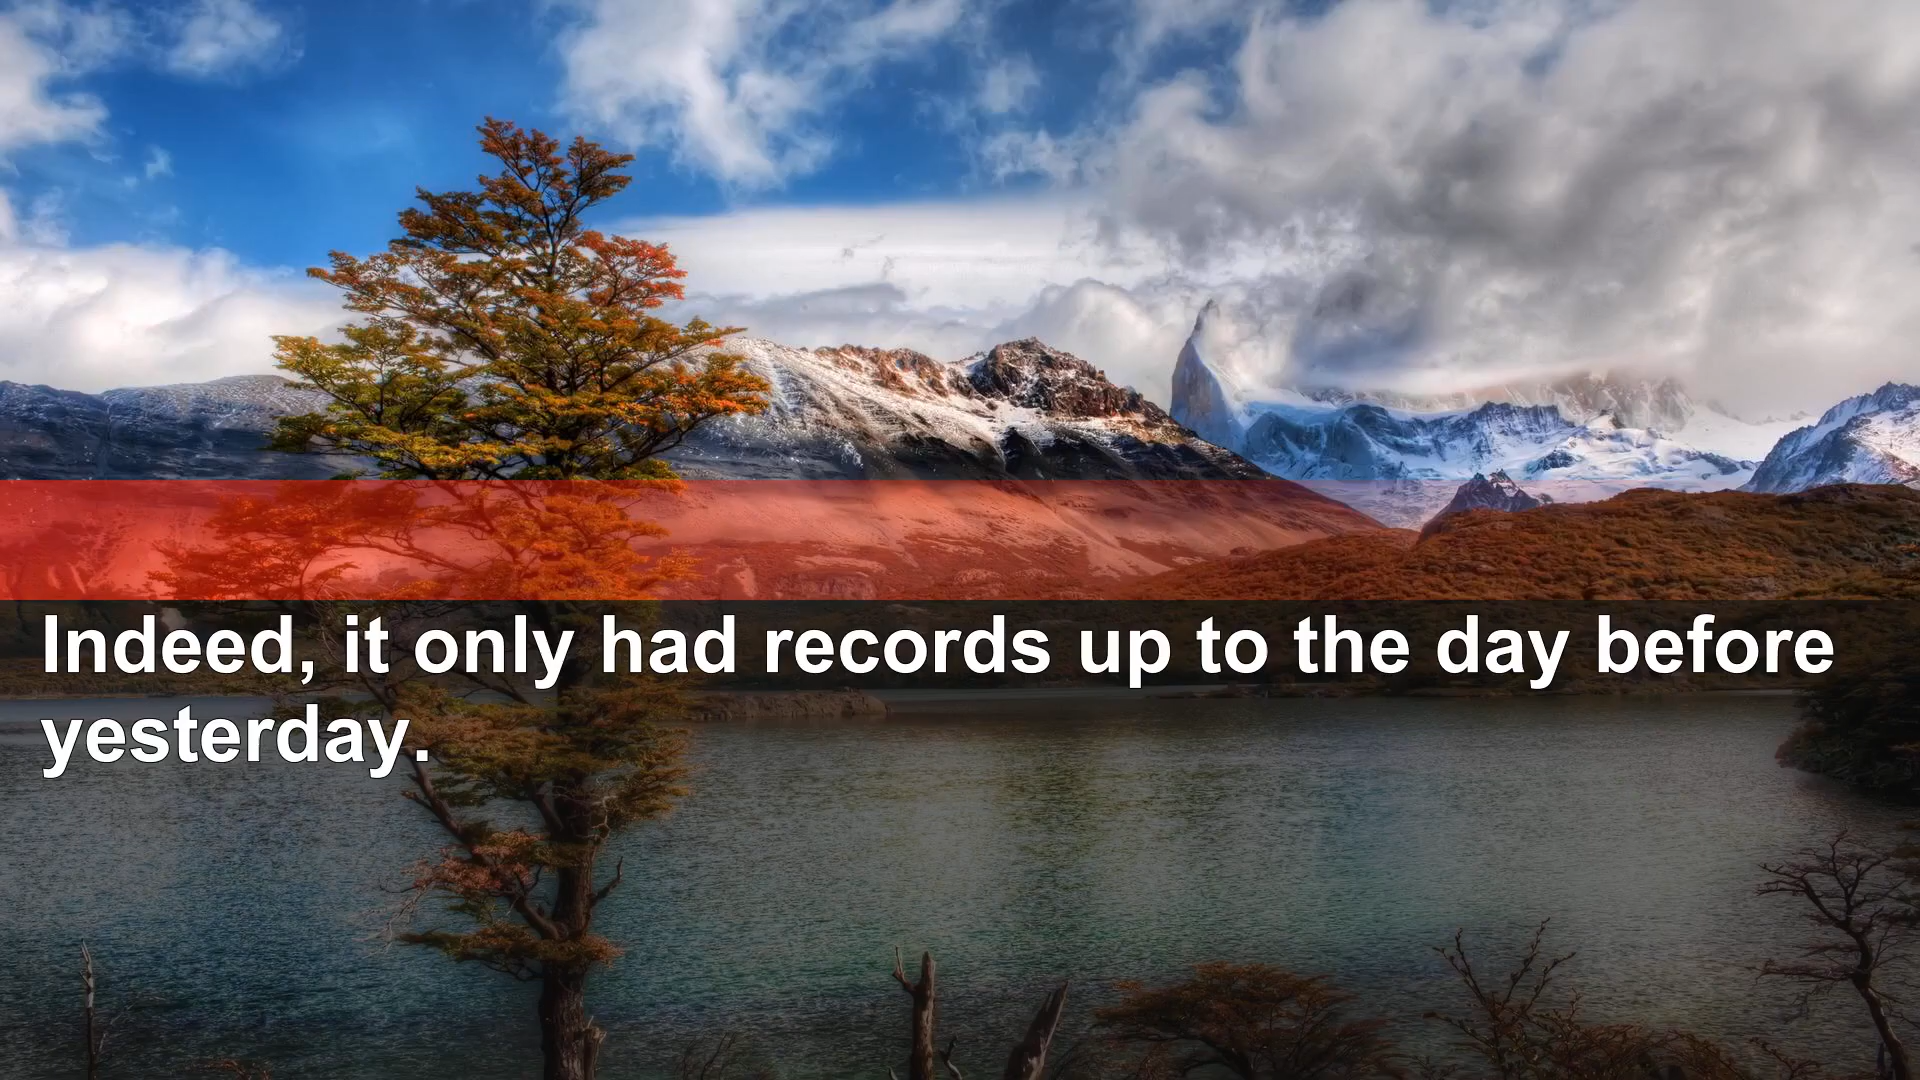 Indeed, it only had records up to the day before
yesterday.